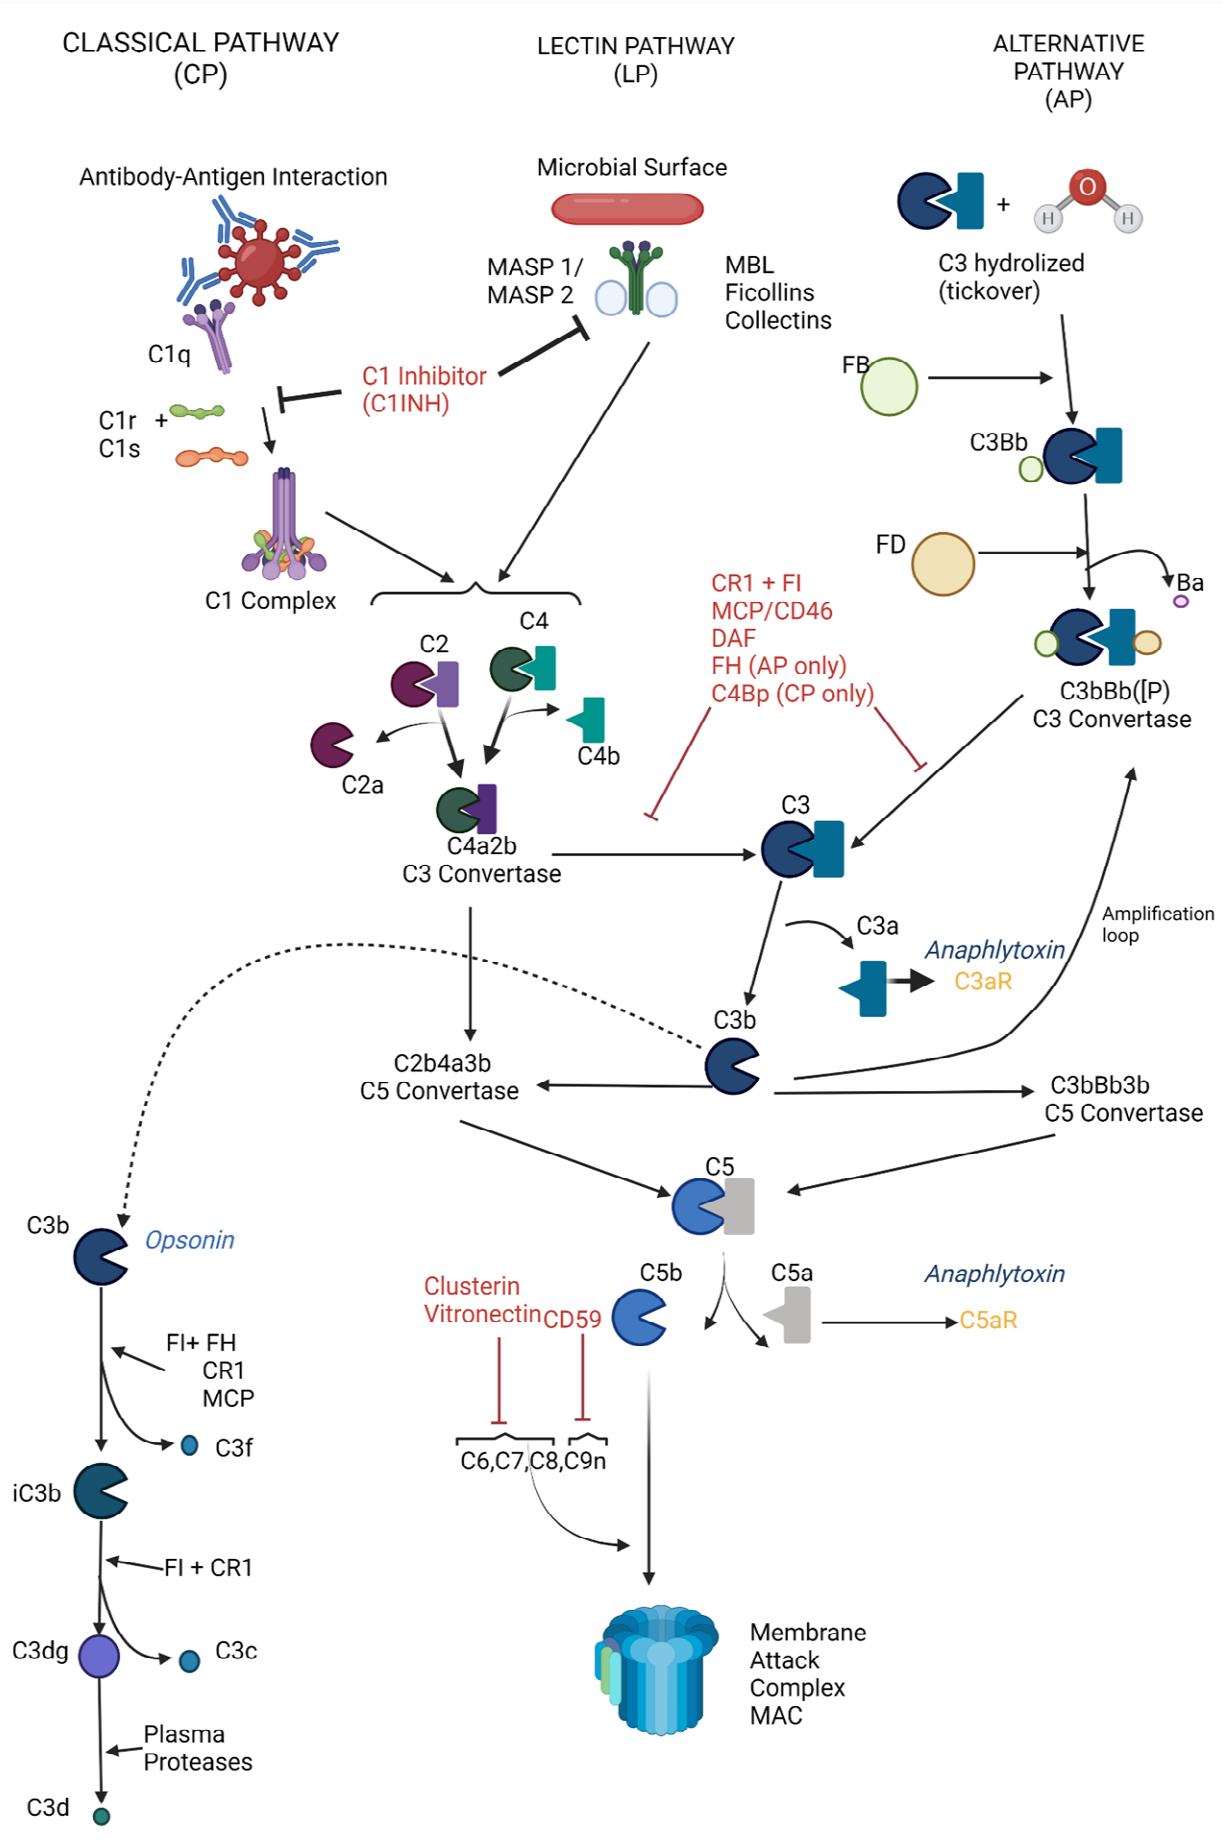 CLASSICAL PATHWAY
(CP)
LECTIN PATHWAY
(LP)
ALTERNATIVE
PATHWAY
(AP)
Antibody-Antigen Interaction
Microbial Surface
O
H
H
+
C3 hydrolized
(tickover)
MASP 1/
MASP 2
MBL
Ficollins
Collectins
C1q
C1 Inhibitor
(C1INH)
FB
C1r +
C1s
C3Bb
FD
Ba
C1 Complex
CR1 + FI
MCP/CD46
DAF
FH (AP only)
C4Bp (CP only)
C2
C4
C3bBb([P)
C3 Convertase
C2a
C4b
C3
C4a2b
C3 Convertase
Amplification
loop
C3a
Anaphlytoxin
C3aR
C3b
C2b4a3b
C5 Convertase
C3bBb3b
C5 Convertase
C5
C3b
Opsonin
C5b
C5a
Anaphlytoxin
C5aR
Clusterin
Vitronectin
CD59
FI+ FH
CR1
MCP
C3f
C6,C7,C8,C9n
iC3b
FI + CR1
C3dg
C3c
Membrane
Attack
Complex
MAC
Plasma
Proteases
C3d